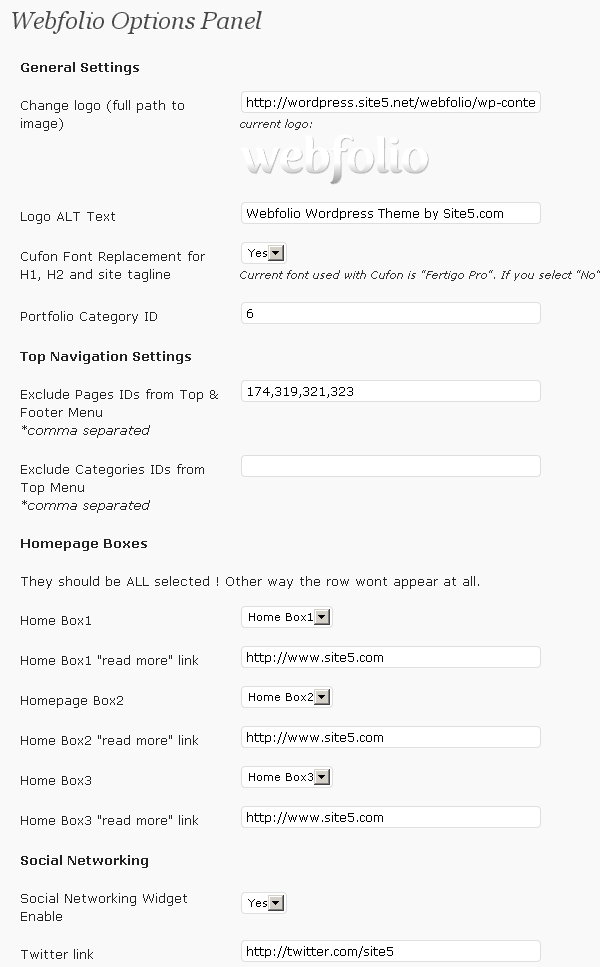 Webfolio Options Panel
General Settings
Change logo (full path to
image)
http://wordpress.site5.net/webfolio/wp-conte
current logo:
webfolio
Logo ALT Text
Webfolio Wordpress Theme by Site5.com
Cufon Font Replacement for
H1, H2 and site tagline
Yes
Current font used with Cufon is "Fertigo Pro". If you select "No"
Portfolio Category ID
6
Top Navigation Settings
Exclude Pages IDs from Top &
Footer Menu
*comma separated
174,319,321,323
Exclude Categories IDs from
Top Menu
*comma separated
Homepage Boxes
They should be ALL selected ! Other way the row wont appear at all.
Home Box1
Home Box1
Home Box1 "read more" link
http://www.site5.com
Homepage Box2
Home Box2
Home Box2 "read more" link
http://www.site5.com
Home Box3
Home Box3
Home Box3 "read more" link
http://www.site5.com
Social Networking
Social Networking Widget
Enable
Yes
Twitter link
http://twitter.com/site5